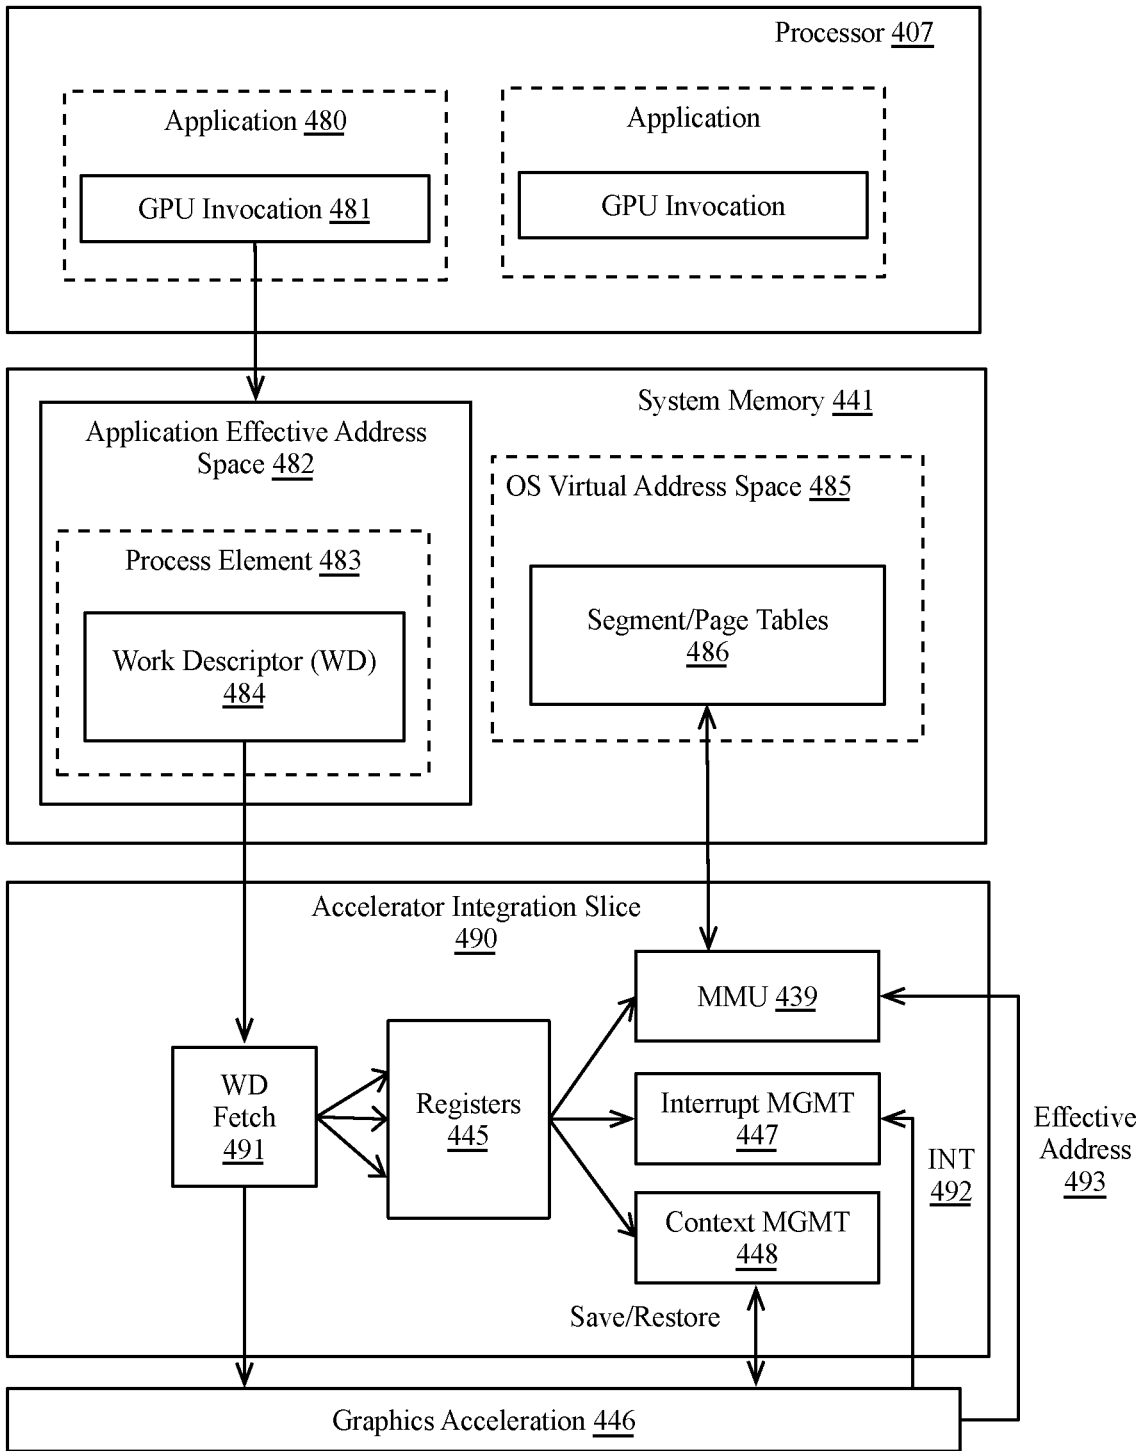 Processor 407
Application 480
Application
GPU Invocation 481
GPU Invocation
System Memory 441
Application Effective Address
Space 482
OS Virtual Address Space 485
Process Element 483
Segment/Page Tables
486
Work Descriptor (WD)
484
Accelerator Integration Slice
490
MMU 439
WD
Fetch
491
Registers
445
Interrupt MGMT
447
Effective
Address
493
INT
492
Context MGMT
448
Save/Restore
Graphics Acceleration 446